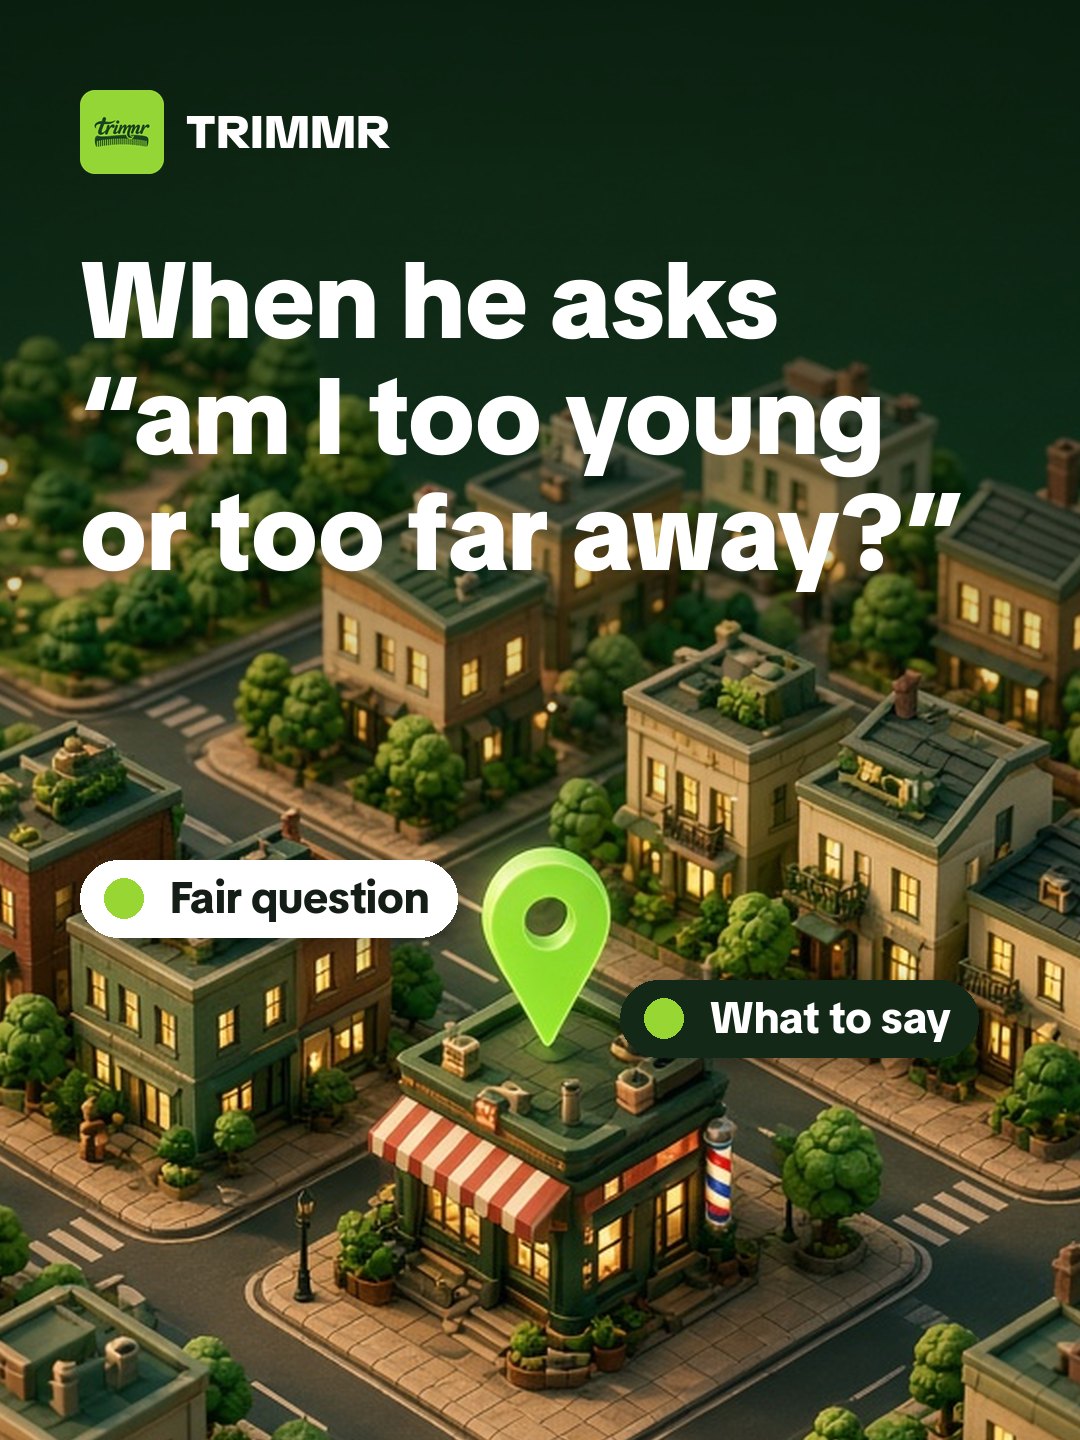 trimmr
TRIMMR
When he asks
“am I too young
or too far away?”
Fair question
What to say